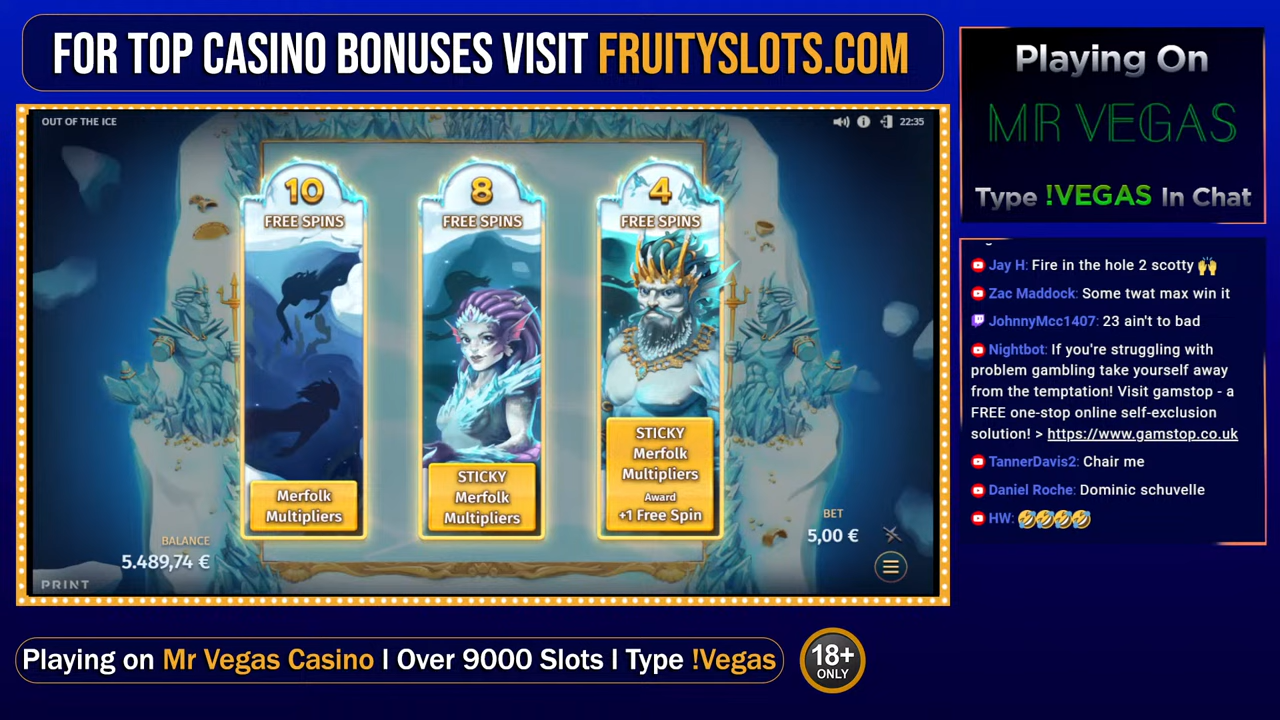 FOR TOP CASINO BONUSES VISIT FRUITYSLOTS.COM
OUT OF THE ICE
22:35
10
FREE SPINS
Merfolk
Multipliers
8
FREE SPINS
STICKY
Merfolk
Multipliers
4
FREE SPINS
STICKY
Merfolk
Multipliers
Award
+1 Free Spin
BALANCE
5.489,74 €
PRINT
BET
5,00 €
Playing On
MR VEGAS
Type !VEGAS In Chat
Jay H: Fire in the hole 2 scotty 🙌
Zac Maddock: Some twat max win it
JohnnyMcc1407: 23 ain't to bad
Nightbot: If you're struggling with
problem gambling take yourself away
from the temptation! Visit gamstop - a
FREE one-stop online self-exclusion
solution! > https://www.gamstop.co.uk
TannerDavis2: Chair me
Daniel Roche: Dominic schuvelle
HW: 🤣🤣🤣🤣
Playing on Mr Vegas Casino | Over 9000 Slots | Type !Vegas
18+
ONLY